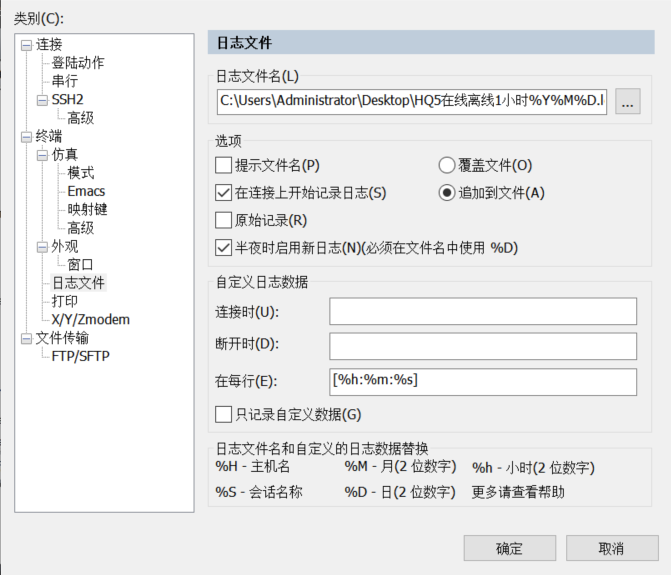 类别(C):
连接
登陆动作
串行
SSH2
高级
终端
仿真
模式
Emacs
映射键
高级
外观
窗口
日志文件
打印
X/Y/Zmodem
文件传输
FTP/SFTP
日志文件
日志文件名(L)
C:\Users\Administrator\Desktop\HQ5在线离线1小时%Y%M%D.l
...
选项
提示文件名(P)
覆盖文件(O)
在连接上开始记录日志(S)
追加到文件(A)
原始记录(R)
半夜时启用新日志(N)(必须在文件名中使用 %D)
自定义日志数据
连接时(U):
断开时(D):
在每行(E):
[%h:%m:%s]
只记录自定义数据(G)
日志文件名和自定义的日志数据替换
%H - 主机名 %M - 月(2 位数字) %h - 小时(2 位数字)
%S - 会话名称 %D - 日(2 位数字) 更多请查看帮助
确定
取消